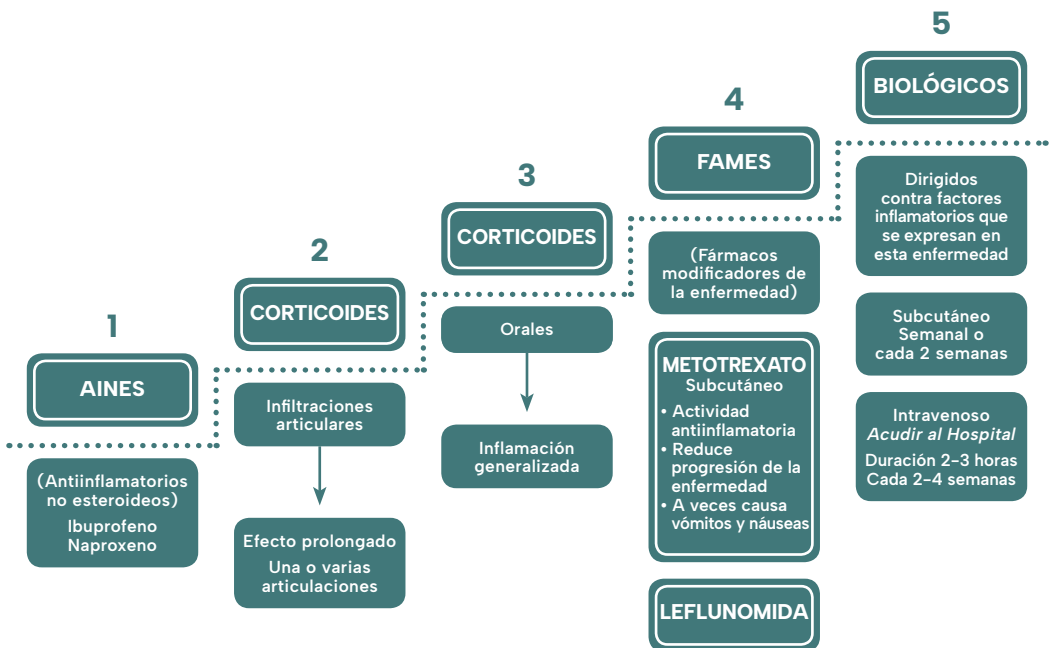 1
AINES
(Antiinflamatorios
no esteroideos)
Ibuprofeno
Naproxeno
2
CORTICOIDES
Infiltraciones
articulares
Efecto prolongado
Una o varias
articulaciones
3
CORTICOIDES
Orales
Inflamación
generalizada
4
FAMES
(Fármacos
modificadores de
la enfermedad)
METOTREXATO
Subcutáneo
• Actividad
antiinflamatoria
• Reduce
progresión de la
enfermedad
• A veces causa
vómitos y náuseas
LEFLUNOMIDA
5
BIOLÓGICOS
Dirigidos
contra factores
inflamatorios que
se expresan en
esta enfermedad
Subcutáneo
Semanal o
cada 2 semanas
Intravenoso
Acudir al Hospital
Duración 2-3 horas
Cada 2-4 semanas